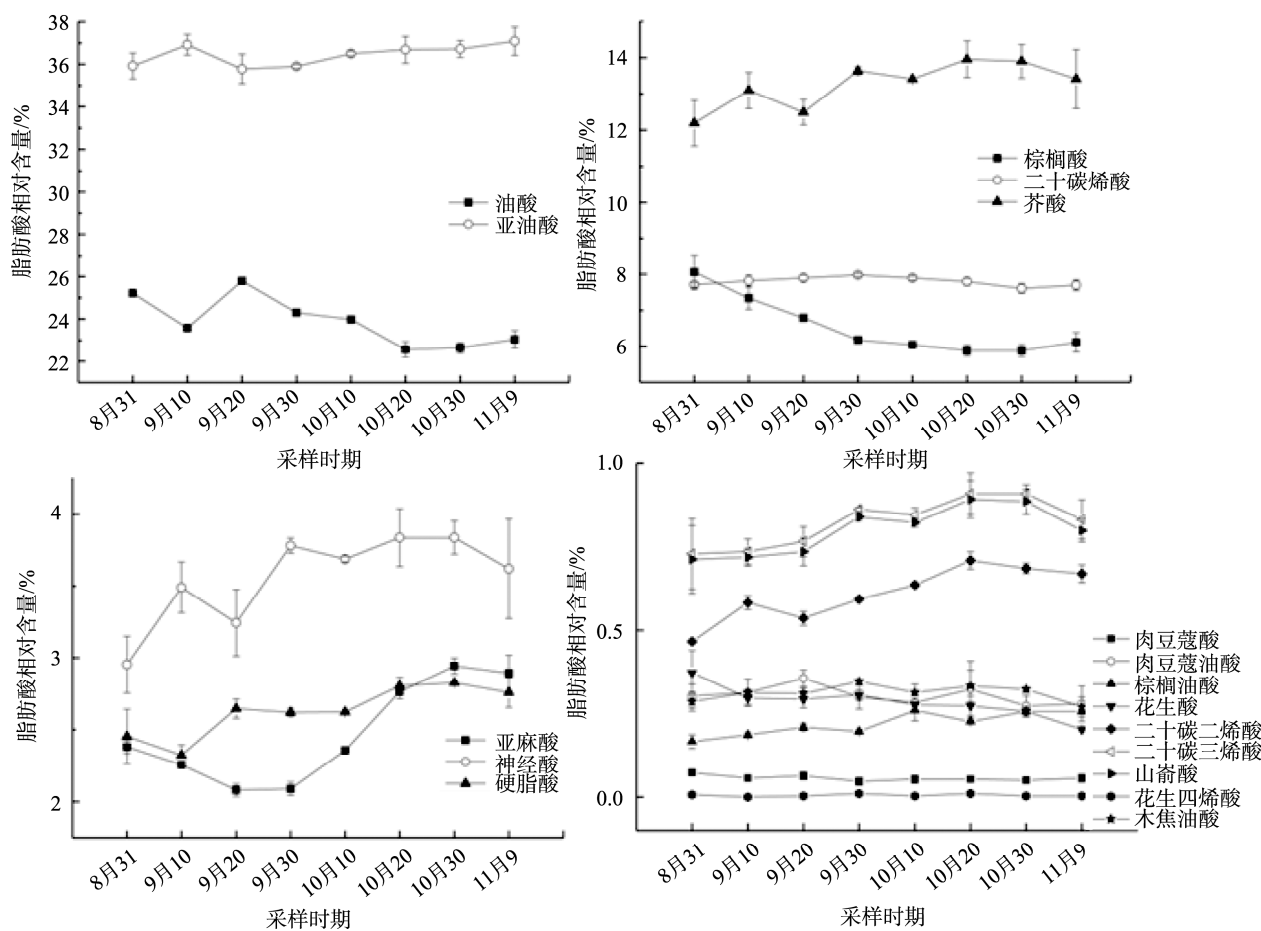 38
36
34
32
30
28
26
24
22
脂肪酸相对含量/%
油酸
亚油酸
8月31
9月10
9月20
9月30
10月10
10月20
10月30
11月9
采样时期
14
12
10
8
6
脂肪酸相对含量/%
棕榈酸
二十碳烯酸
芥酸
8月31
9月10
9月20
9月30
10月10
10月20
10月30
11月9
采样时期
4
3
2
脂肪酸相对含量/%
亚麻酸
神经酸
硬脂酸
8月31
9月10
9月20
9月30
10月10
10月20
10月30
11月9
采样时期
1.0
0.5
0.0
脂肪酸相对含量/%
肉豆蔻酸
肉豆蔻油酸
棕榈油酸
花生酸
二十碳二烯酸
二十碳三烯酸
山嵛酸
花生四烯酸
木焦油酸
8月31
9月10
9月20
9月30
10月10
10月20
10月30
11月9
采样时期